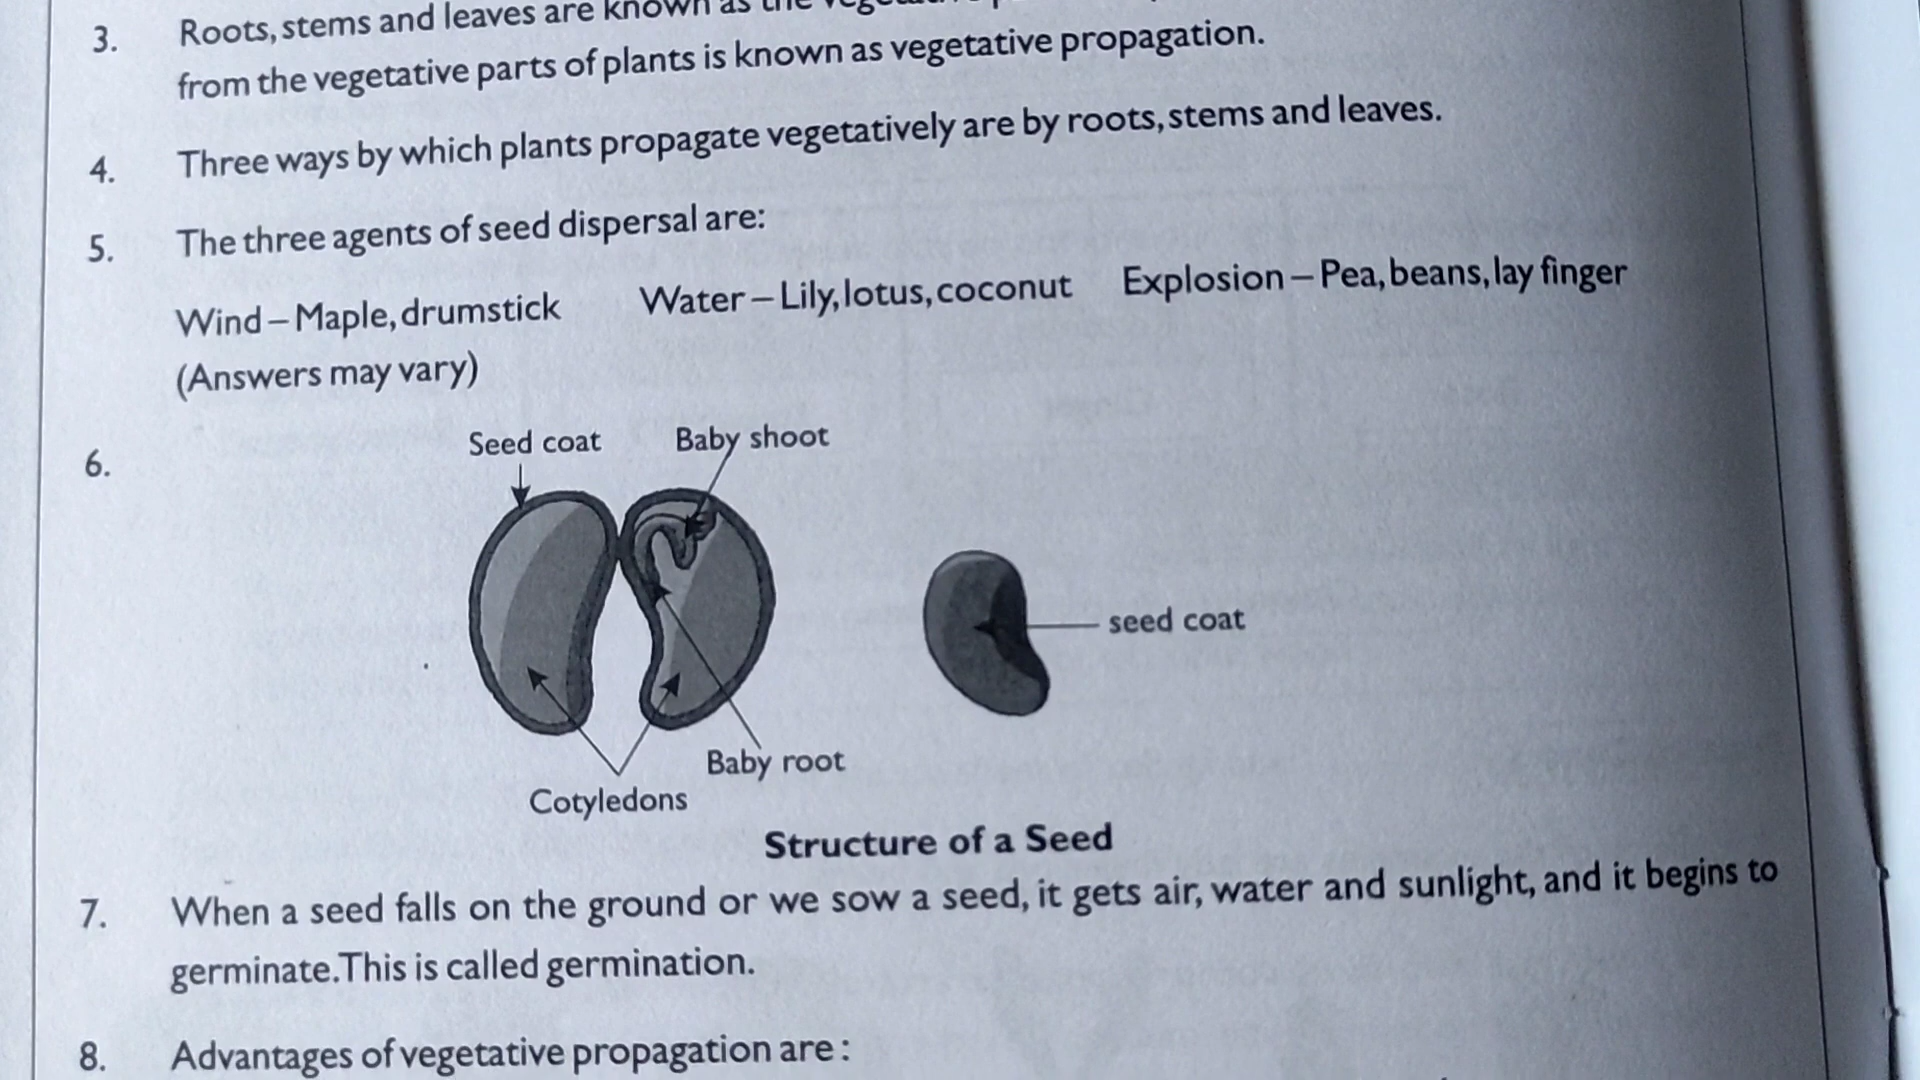 3. Roots, stems and leaves are known as the
from the vegetative parts of plants is known as vegetative propagation.
4. Three ways by which plants propagate vegetatively are by roots, stems and leaves.
5. The three agents of seed dispersal are:
Wind – Maple, drumstick Water – Lily, lotus, coconut Explosion – Pea, beans, lay finger
(Answers may vary)
6.
Seed coat Baby shoot
seed coat
Baby root
Cotyledons
Structure of a Seed
7. When a seed falls on the ground or we sow a seed, it gets air, water and sunlight, and it begins to
germinate. This is called germination.
8. Advantages of vegetative propagation are :